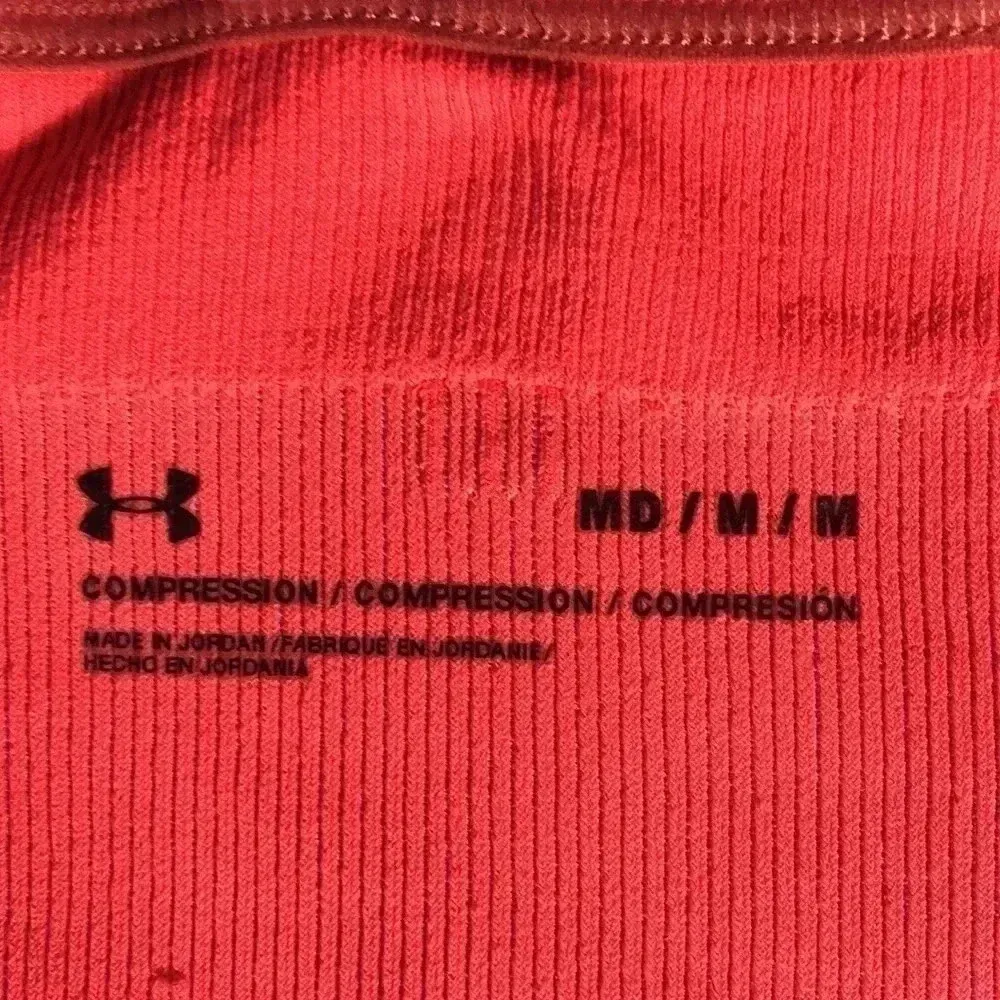 MD / M / M
COMPRESSION / COMPRESSION / COMPRESIÓN
MADE IN JORDAN / FABRIQUE EN JORDANIE /
HECHO EN JORDANIA